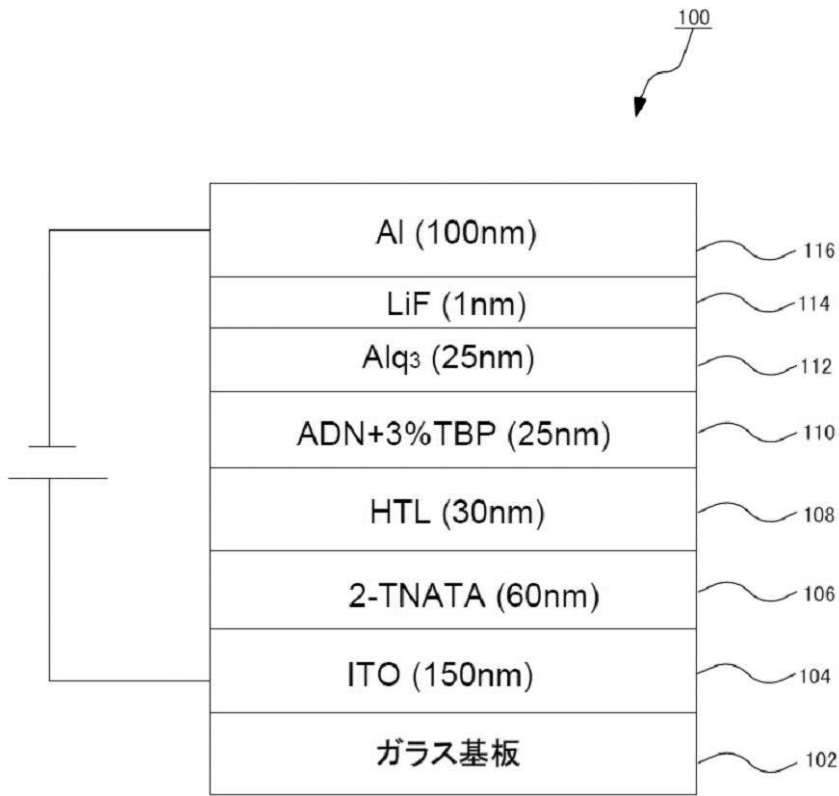 100
Al (100nm)
116
LiF (1nm)
114
Alq₃ (25nm)
112
ADN+3%TBP (25nm)
110
HTL (30nm)
108
2-TNATA (60nm)
106
ITO (150nm)
104
ガラス基板
102